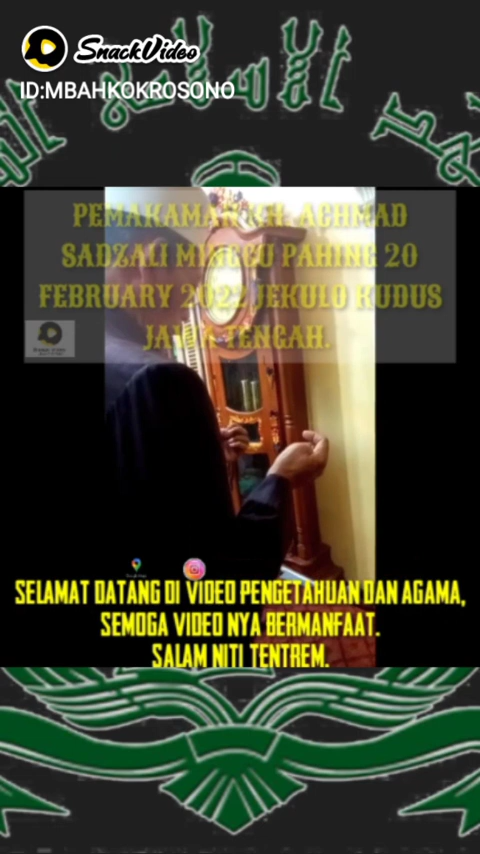 SnackVideo
ID:MBAHKOKROSONO
PEMAKAMAN KH. ACHMAD
SADZALI MINGGU PAHING 20
FEBRUARY 2022 JEKULO KUDUS
JAWA TENGAH.
SELAMAT DATANG DI VIDEO PENGETAHUAN DAN AGAMA,
SEMOGA VIDEO NYA BERMANFAAT.
SALAM NITI TENTREM.